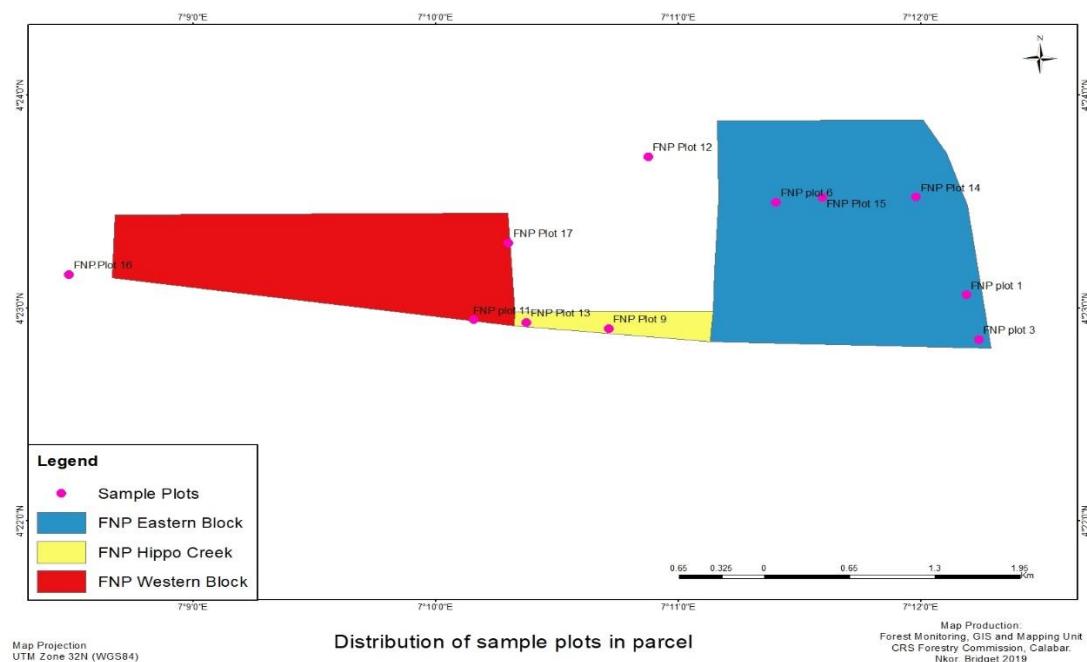 7°9'0"E
7°10'0"E
7°11'0"E
7°12'0"E
N
4°24'0"N
4°24'0"N
FNP Plot 12
FNP plot 6
FNP Plot 15
FNP Plot 14
FNP Plot 17
FNP.Plot 16
FNP plot 1
4°23'0"N
4°23'0"N
FNP plot 11
FNP Plot 13
FNP Plot 9
FNP plot 3
Legend
Sample Plots
FNP Eastern Block
FNP Hippo Creek
FNP Western Block
4°22'0"N
4°22'0"N
0.65 0.325 0 0.65 1.3 1.95
Km
7°9'0"E
7°10'0"E
7°11'0"E
7°12'0"E
Map Projection
UTM Zone 32N (WGS84)
Distribution of sample plots in parcel
Map Production:
Forest Monitoring, GIS and Mapping Unit
CRS Forestry Commission, Calabar.
Nkor, Bridget 2019